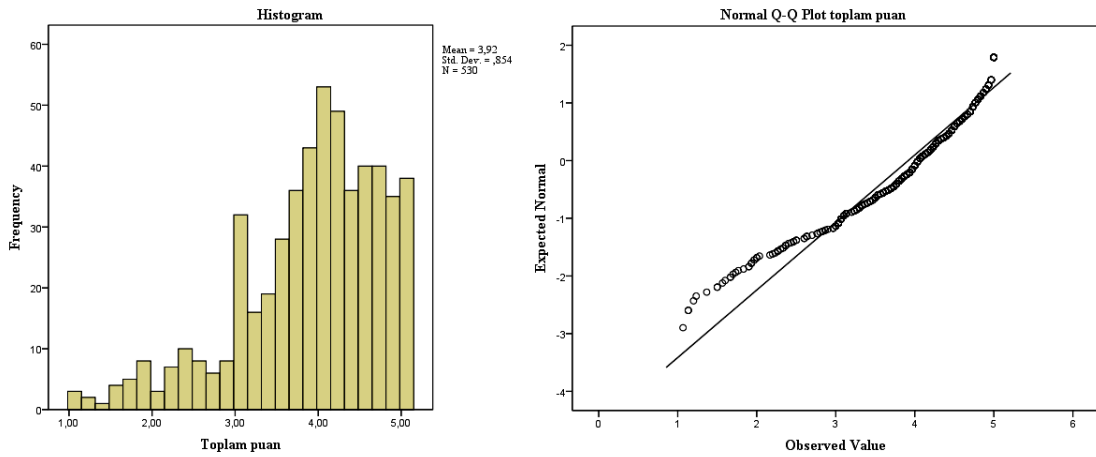 Histogram
Mean = 3,92
Std. Dev. = ,854
N = 530
60
50
40
30
20
10
0
Frequency
1,00 2,00 3,00 4,00 5,00
Toplam puan
Normal Q-Q Plot toplam puan
2
1
0
-1
-2
-3
-4
Expected Normal
0 1 2 3 4 5 6
Observed Value